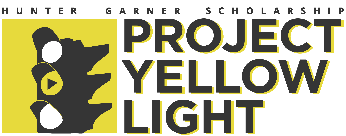 HUNTER GARNER SCHOLARSHIP
PROJECT
YELLOW
LIGHT